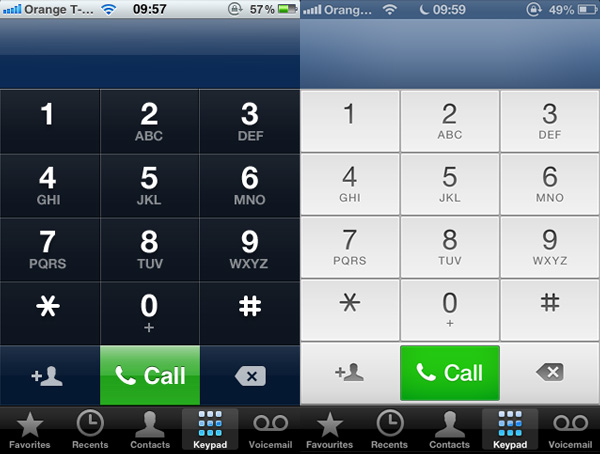 Orange T-... 09:57 57%
1 2 3
ABC DEF
4 5 6
GHI JKL MNO
7 8 9
PQRS TUV WXYZ
* 0 #
+
+ Call
Favorites Recents Contacts Keypad Voicemail
Orang... 09:59 49%
1 2 3
ABC DEF
4 5 6
GHI JKL MNO
7 8 9
PQRS TUV WXYZ
* 0 #
+
+ Call
Favourites Recents Contacts Keypad Voicemail